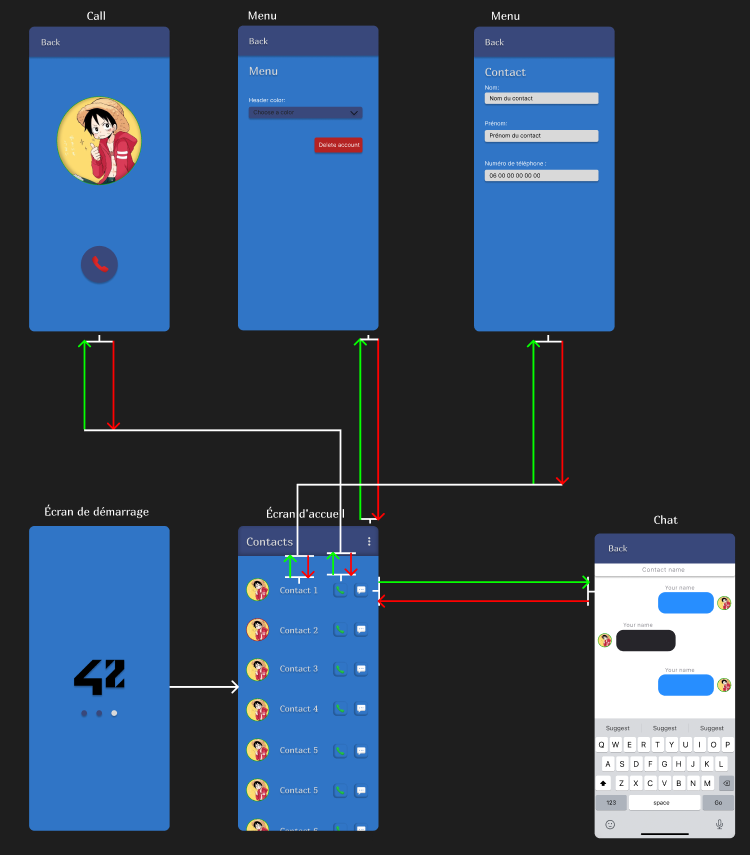 Call
Back
Menu
Back
Menu
Header color:
Choose a color
Delete account
Menu
Back
Contact
Nom:
Nom du contact
Prénom:
Prénom du contact
Numéro de téléphone :
06 00 00 00 00 00
Écran de démarrage
42
Écran d'accueil
Contacts
Contact 1
Contact 2
Contact 3
Contact 4
Contact 5
Contact 5
Contact 6
Chat
Back
Contact name
Your name
Your name
Your name
Suggest Suggest Suggest
Q W E R T Y U I O P
A S D F G H J K L
Z X C V B N M
123 space Go